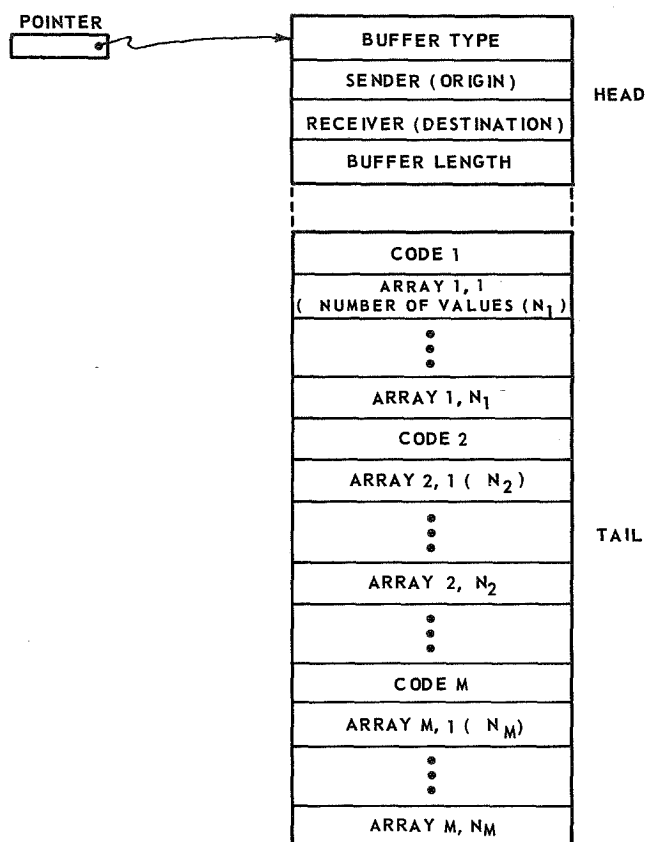 POINTER
BUFFER TYPE
SENDER (ORIGIN)
HEAD
RECEIVER (DESTINATION)
BUFFER LENGTH
CODE 1
ARRAY 1, 1
( NUMBER OF VALUES (N1)
ARRAY 1, N1
CODE 2
ARRAY 2, 1 ( N2)
TAIL
ARRAY 2, N2
CODE M
ARRAY M, 1 ( NM)
ARRAY M, NM